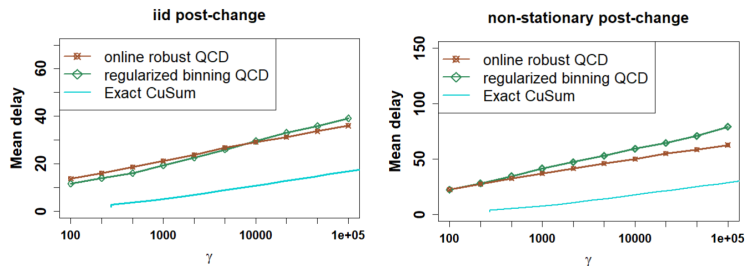 iid post-change
Mean delay
60
40
20
0
online robust QCD
regularized binning QCD
Exact CuSum
100
1000
10000
1e+05
γ
non-stationary post-change
Mean delay
150
100
50
0
online robust QCD
regularized binning QCD
Exact CuSum
100
1000
10000
1e+05
γ